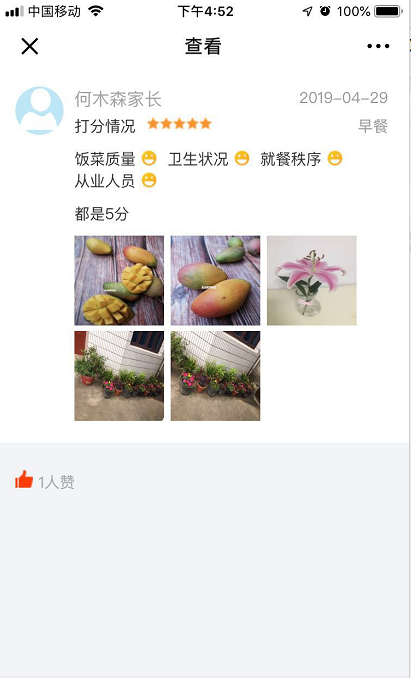 中国移动 下午4:52 100%
查看
何木森家长 2019-04-29
打分情况 早餐
饭菜质量 卫生状况 就餐秩序
从业人员
都是5分
1人赞